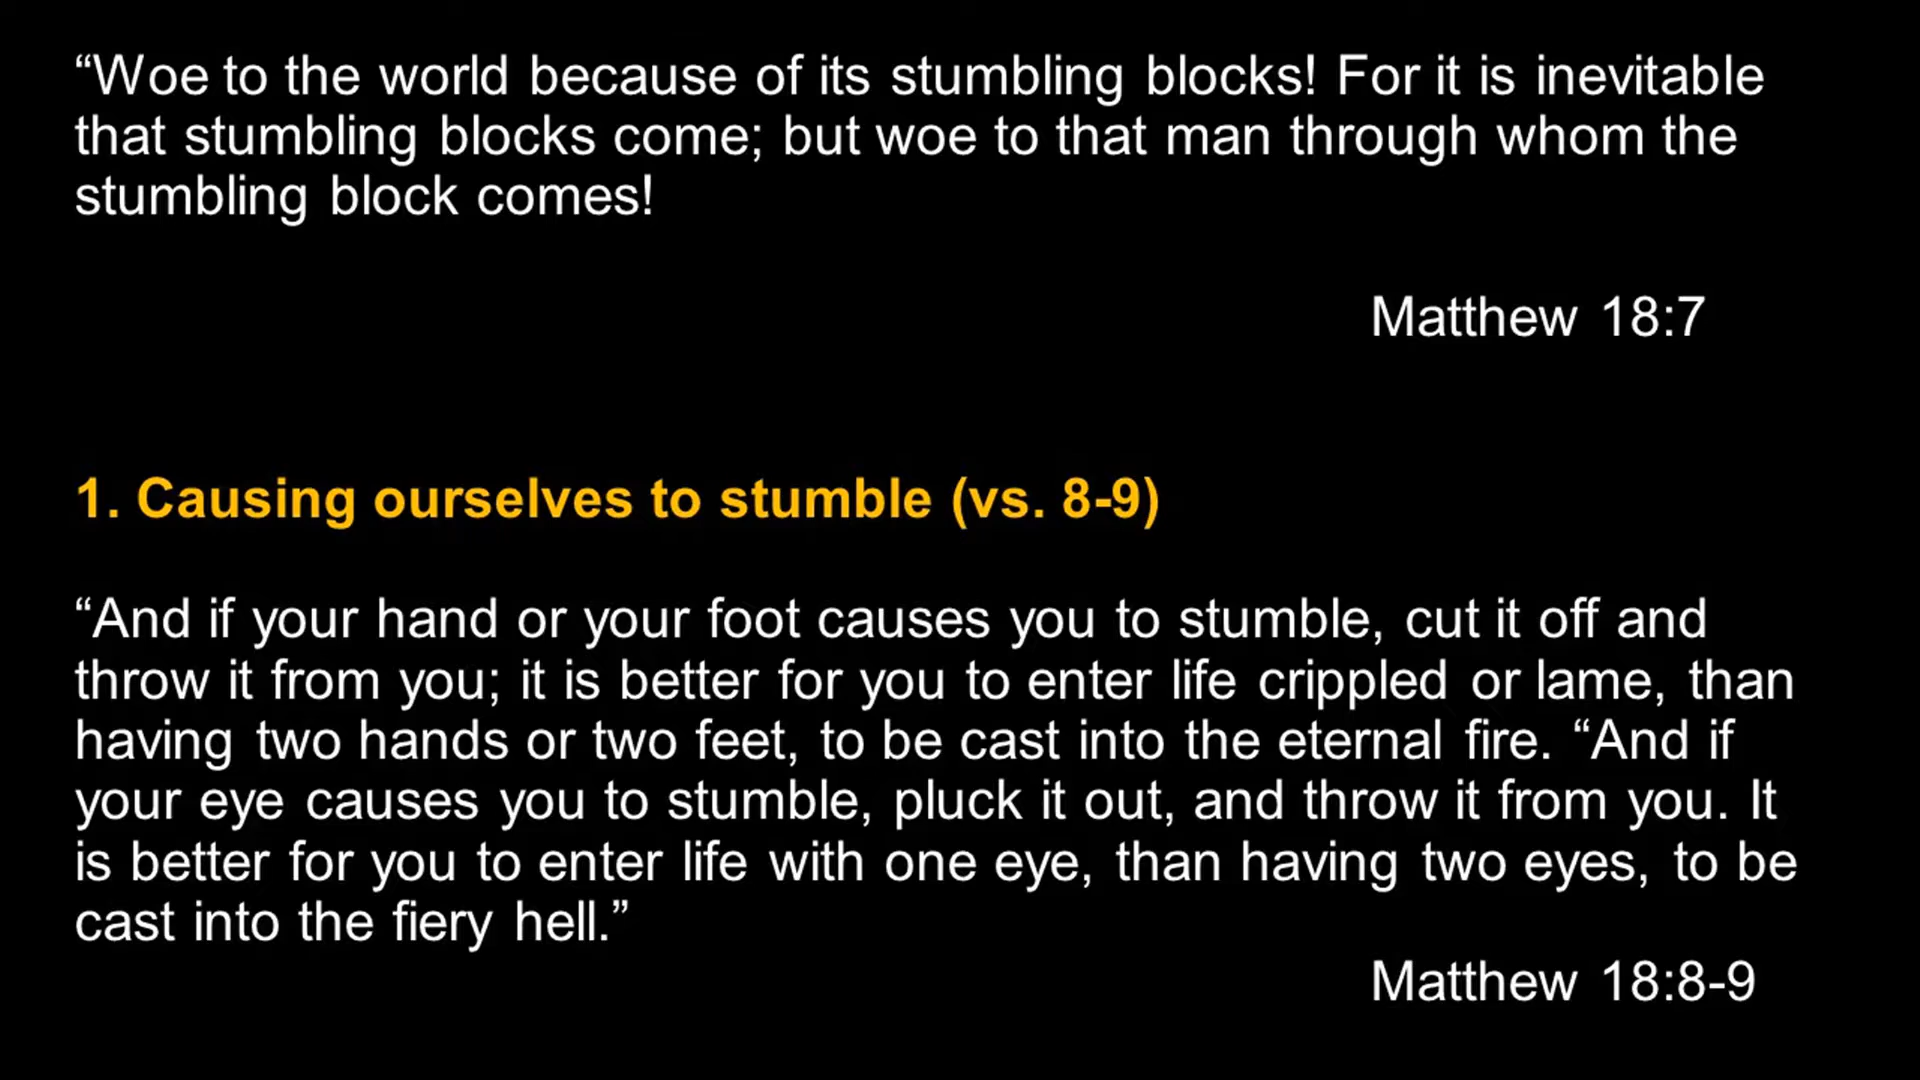 “Woe to the world because of its stumbling blocks! For it is inevitable
that stumbling blocks come; but woe to that man through whom the
stumbling block comes!
Matthew 18:7
1. Causing ourselves to stumble (vs. 8-9)
“And if your hand or your foot causes you to stumble, cut it off and
throw it from you; it is better for you to enter life crippled or lame, than
having two hands or two feet, to be cast into the eternal fire. “And if
your eye causes you to stumble, pluck it out, and throw it from you. It
is better for you to enter life with one eye, than having two eyes, to be
cast into the fiery hell.”
Matthew 18:8-9